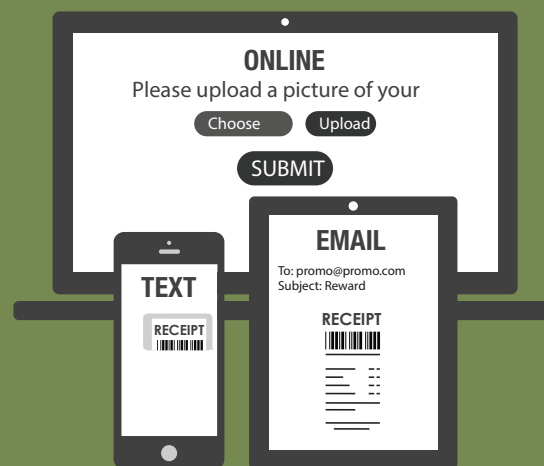 ONLINE
Please upload a picture of your
Choose
Upload
SUBMIT
EMAIL
To: promo@promo.com
Subject: Reward
RECEIPT
TEXT
RECEIPT